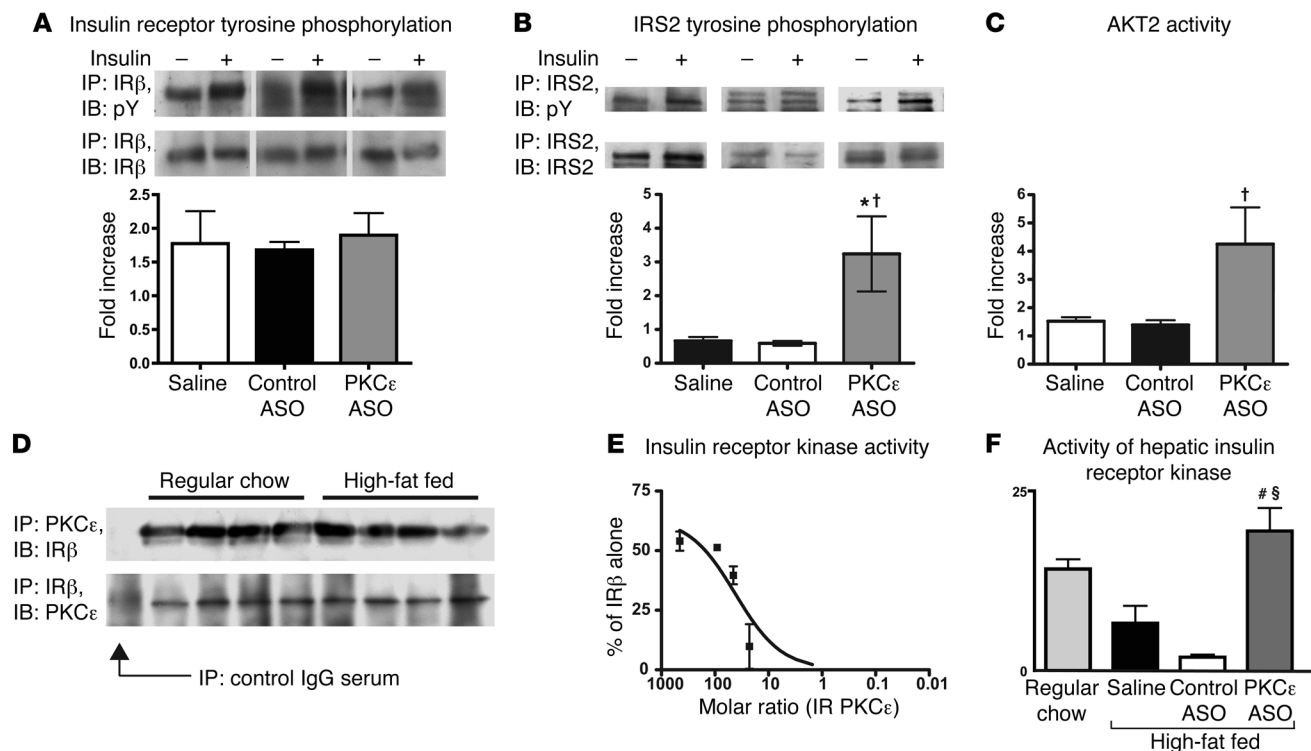 A Insulin receptor tyrosine phosphorylation
Insulin − + − + − +
IP: IRβ,
IB: pY
IP: IRβ,
IB: IRβ
2.5
2.0
1.5
1.0
0.5
0.0
Fold increase
Saline Control PKCε
ASO ASO
B IRS2 tyrosine phosphorylation
Insulin − + − + − +
IP: IRS2,
IB: pY
IP: IRS2,
IB: IRS2
5
4
3
2
1
0
Fold increase
*†
Saline Control PKCε
ASO ASO
C AKT2 activity
6
5
4
3
2
1
0
Fold increase
†
Saline Control PKCε
ASO ASO
D
Regular chow High-fat fed
IP: PKCε,
IB: IRβ
IP: IRβ,
IB: PKCε
IP: control IgG serum
E Insulin receptor kinase activity
75
50
25
0
% of IRβ alone
1000 100 10 1 0.1 0.01
Molar ratio (IR PKCε)
F Activity of hepatic insulin
receptor kinase
25
0
# §
Regular Saline Control PKCε
chow ASO ASO
High-fat fed